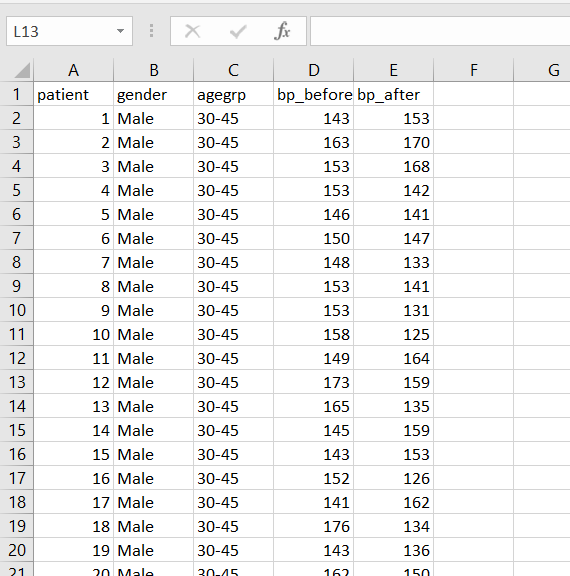 L13 fx
A B C D E F G
1 patient gender agegrp bp_before bp_after
2 1 Male 30-45 143 153
3 2 Male 30-45 163 170
4 3 Male 30-45 153 168
5 4 Male 30-45 153 142
6 5 Male 30-45 146 141
7 6 Male 30-45 150 147
8 7 Male 30-45 148 133
9 8 Male 30-45 153 141
10 9 Male 30-45 153 131
11 10 Male 30-45 158 125
12 11 Male 30-45 149 164
13 12 Male 30-45 173 159
14 13 Male 30-45 165 135
15 14 Male 30-45 145 159
16 15 Male 30-45 143 153
17 16 Male 30-45 152 126
18 17 Male 30-45 141 162
19 18 Male 30-45 176 134
20 19 Male 30-45 143 136
21 20 Male 30-45 162 150